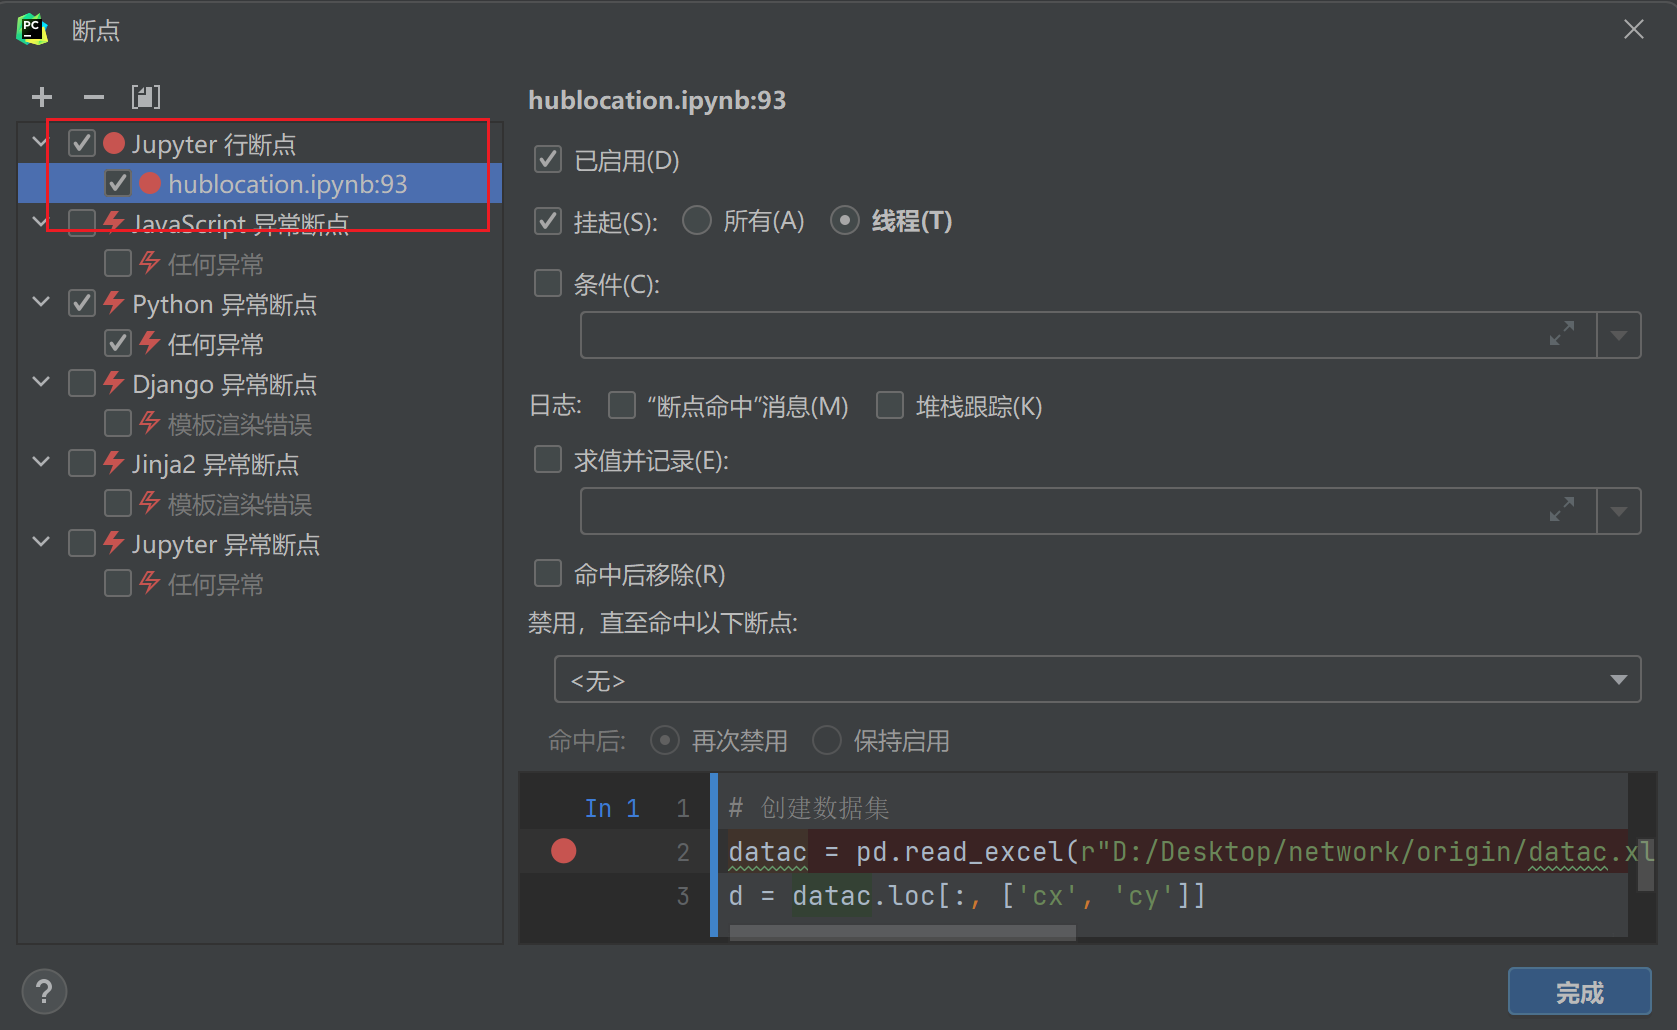 PC
断点
hublocation.ipynb:93
Jupyter 行断点
hublocation.ipynb:93
JavaScript 异常断点
任何异常
Python 异常断点
任何异常
Django 异常断点
模板渲染错误
Jinja2 异常断点
模板渲染错误
Jupyter 异常断点
任何异常
已启用(D)
挂起(S): 所有(A) 线程(T)
条件(C):
日志: “断点命中”消息(M) 堆栈跟踪(K)
求值并记录(E):
命中后移除(R)
禁用，直至命中以下断点:
<无>
命中后: 再次禁用 保持启用
In 1 1 # 创建数据集
2 datac = pd.read_excel(r"D:/Desktop/network/origin/datac.xl
3 d = datac.loc[:, ['cx', 'cy']]
?
完成